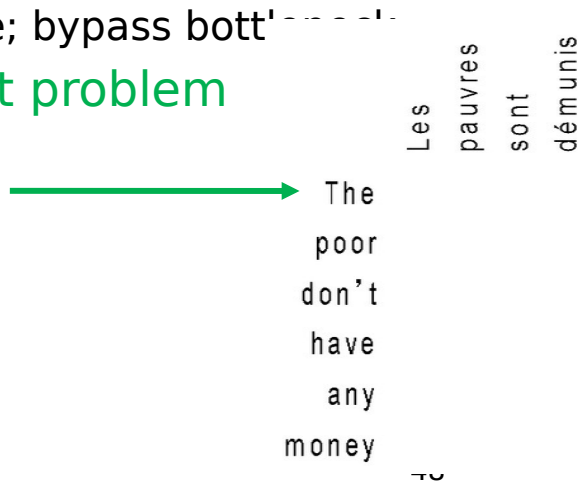 e; bypass
t problem
Les
pauvres
sont
démunis
The
poor
don't
have
any
money